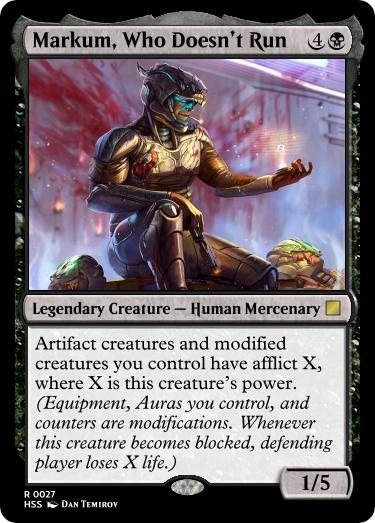 Markum, Who Doesn't Run 4
Legendary Creature — Human Mercenary
Artifact creatures and modified
creatures you control have afflict X,
where X is this creature's power.
(Equipment, Auras you control, and
counters are modifications. Whenever
this creature becomes blocked, defending
player loses X life.)
1/5
R 0027
HSS DAN TEMIROV